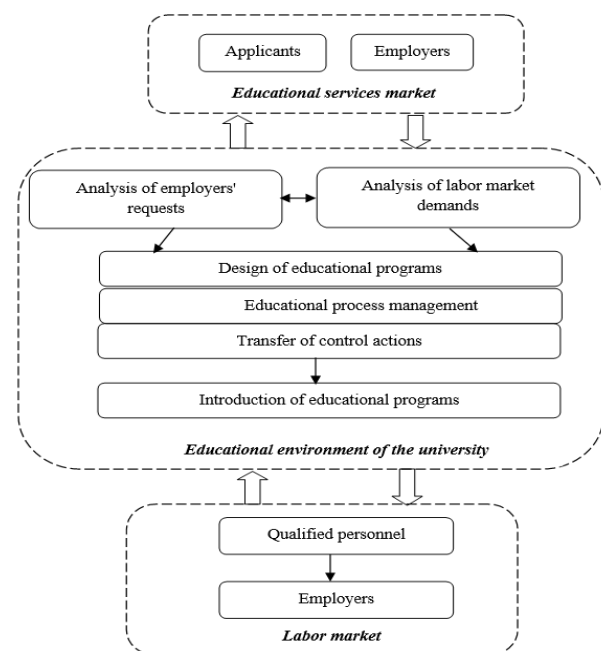 Applicants
Employers
Educational services market
Analysis of employers'
requests
Analysis of labor market
demands
Design of educational programs
Educational process management
Transfer of control actions
Introduction of educational programs
Educational environment of the university
Qualified personnel
Employers
Labor market